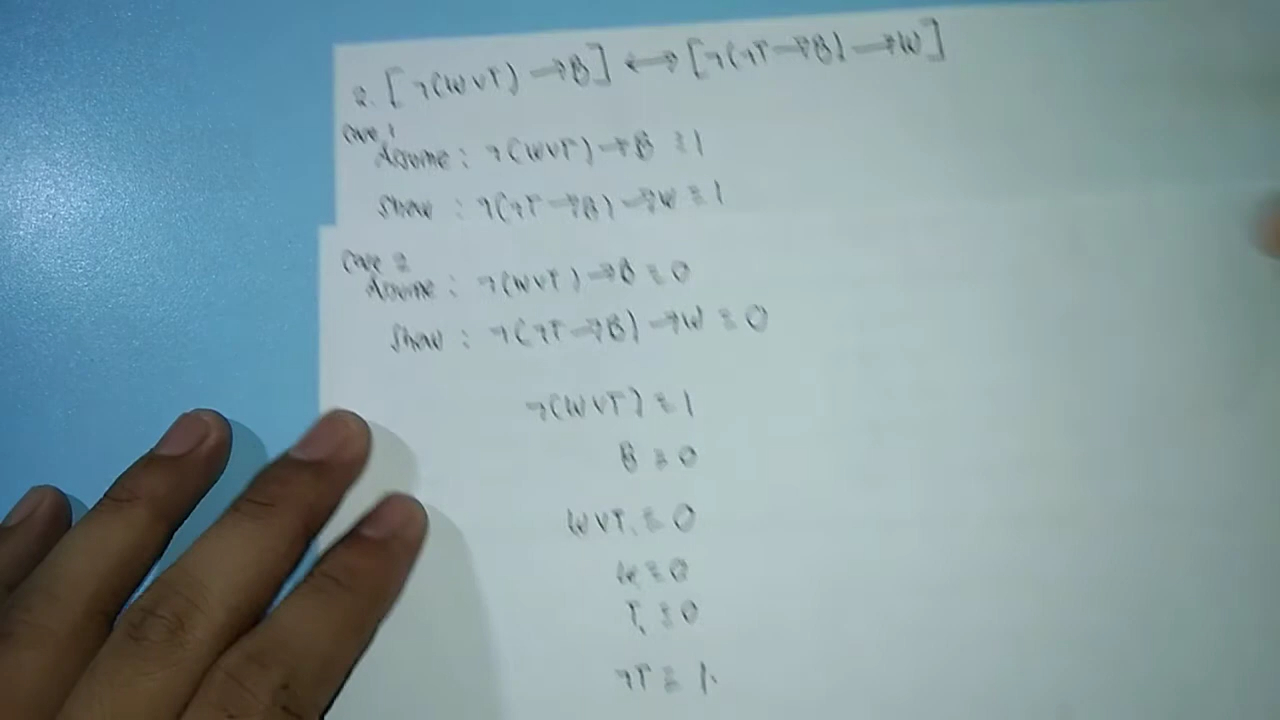 2. [¬(W∨T) → B] ↔ [¬(¬T → B) → W]
Case 1
Assume : ¬(W∨T) → B ≡ 1
Show : ¬(¬T → B) → W ≡ 1
Case 2
Assume : ¬(W∨T) → B ≡ 0
Show : ¬(¬T → B) → W ≡ 0
¬(W∨T) ≡ 1
B ≡ 0
W∨T ≡ 0
W ≡ 0
T ≡ 0
¬T ≡ 1